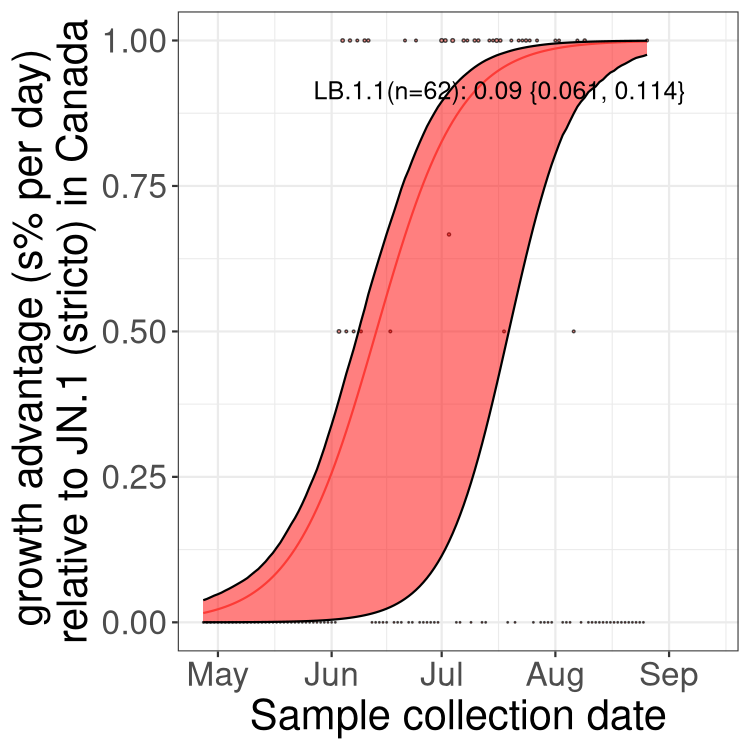 growth advantage (s% per day)
relative to JN.1 (stricto) in Canada
1.00
0.75
0.50
0.25
0.00
LB.1.1(n=62): 0.09 {0.061, 0.114}
May Jun Jul Aug Sep
Sample collection date